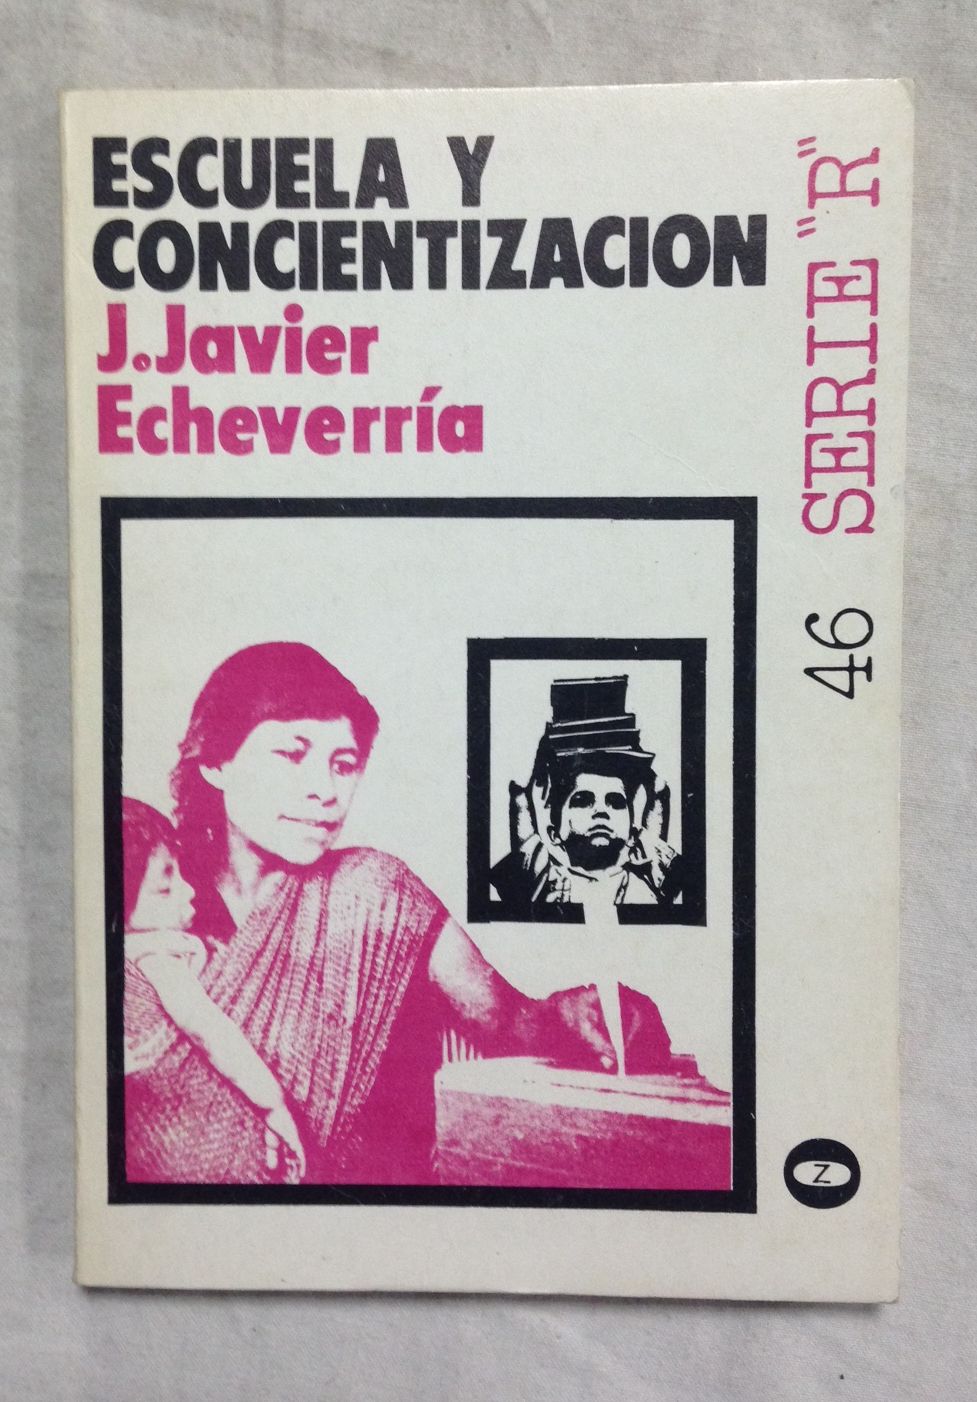 ESCUELA Y
CONCIENTIZACION
J.Javier
Echeverría
46 SERIE "R"
Z